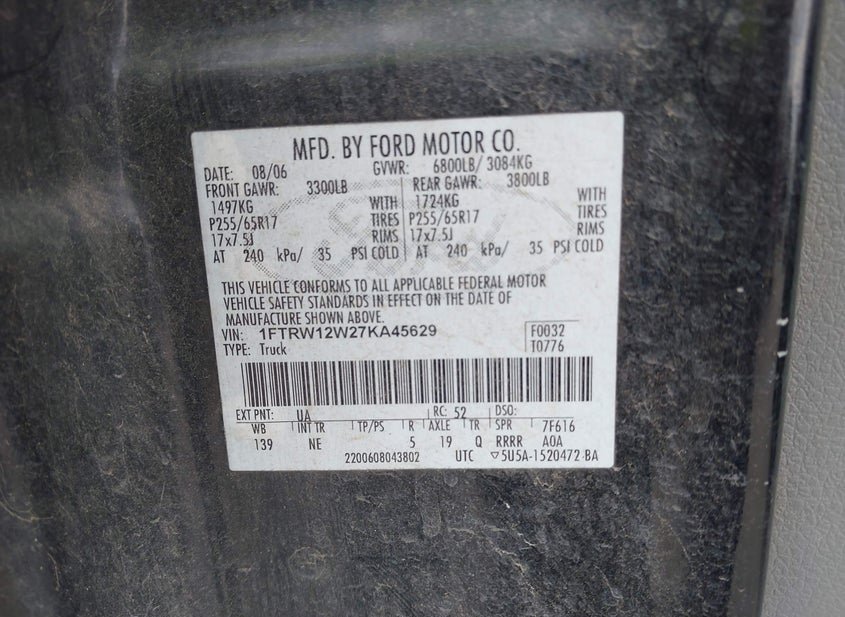 MFD. BY FORD MOTOR CO.
DATE: 08/06 GVWR: 6800LB/ 3084KG
FRONT GAWR: 3300LB REAR GAWR: 3800LB
1497KG WITH 1724KG WITH
P255/65R17 TIRES P255/65R17 TIRES
17x7.5J RIMS 17x7.5J RIMS
AT 240 kPa/ 35 PSI COLD AT 240 kPa/ 35 PSI COLD
THIS VEHICLE CONFORMS TO ALL APPLICABLE FEDERAL MOTOR
VEHICLE SAFETY STANDARDS IN EFFECT ON THE DATE OF
MANUFACTURE SHOWN ABOVE.
VIN: 1FTRW12W27KA45629 F0032
TYPE: Truck T0776
EXT PNT: UA RC: 52 DSO:
WB INT TR TP/PS R AXLE TR SPR 7F616
139 NE 5 19 Q RRRR A0A
2200608043802 UTC ▽5U5A-1520472-BA